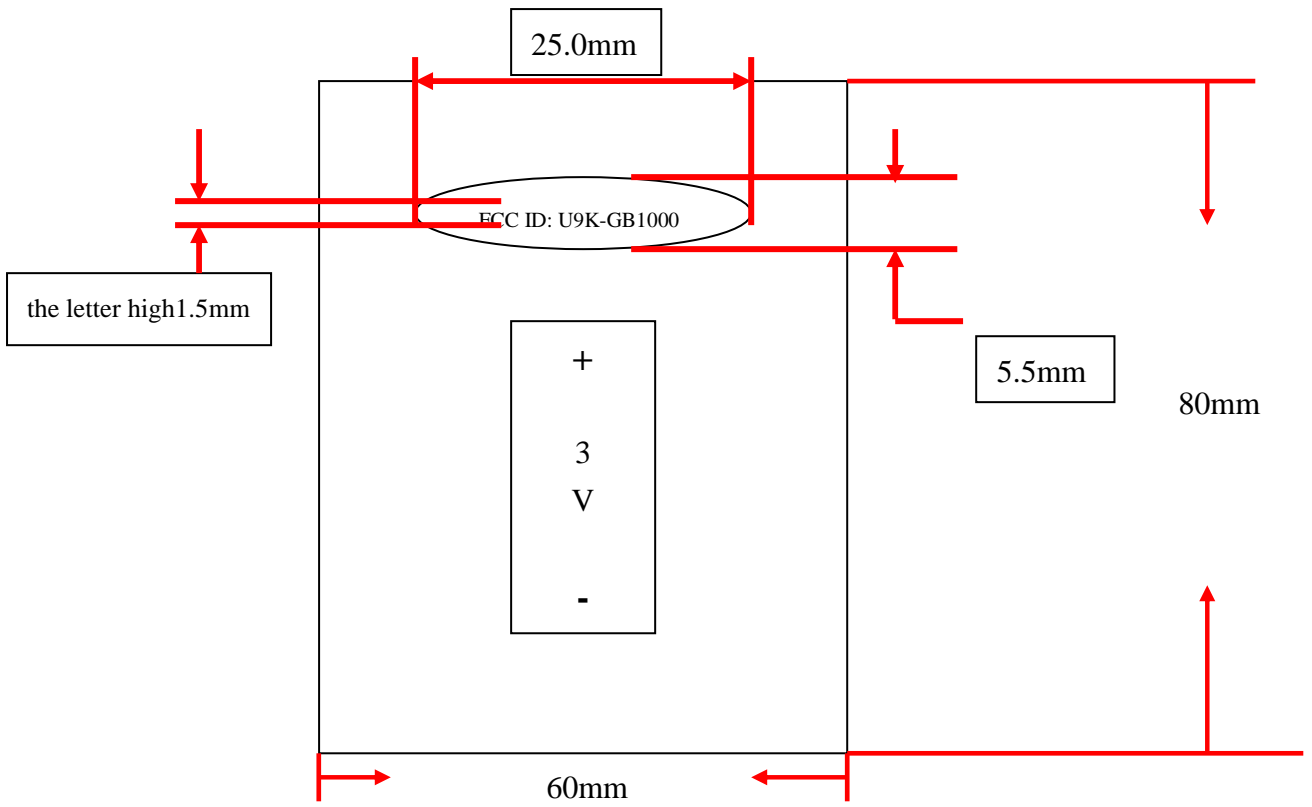 25.0mm
FCC ID: U9K-GB1000
the letter high1.5mm
+
3
V
-
5.5mm
80mm
60mm